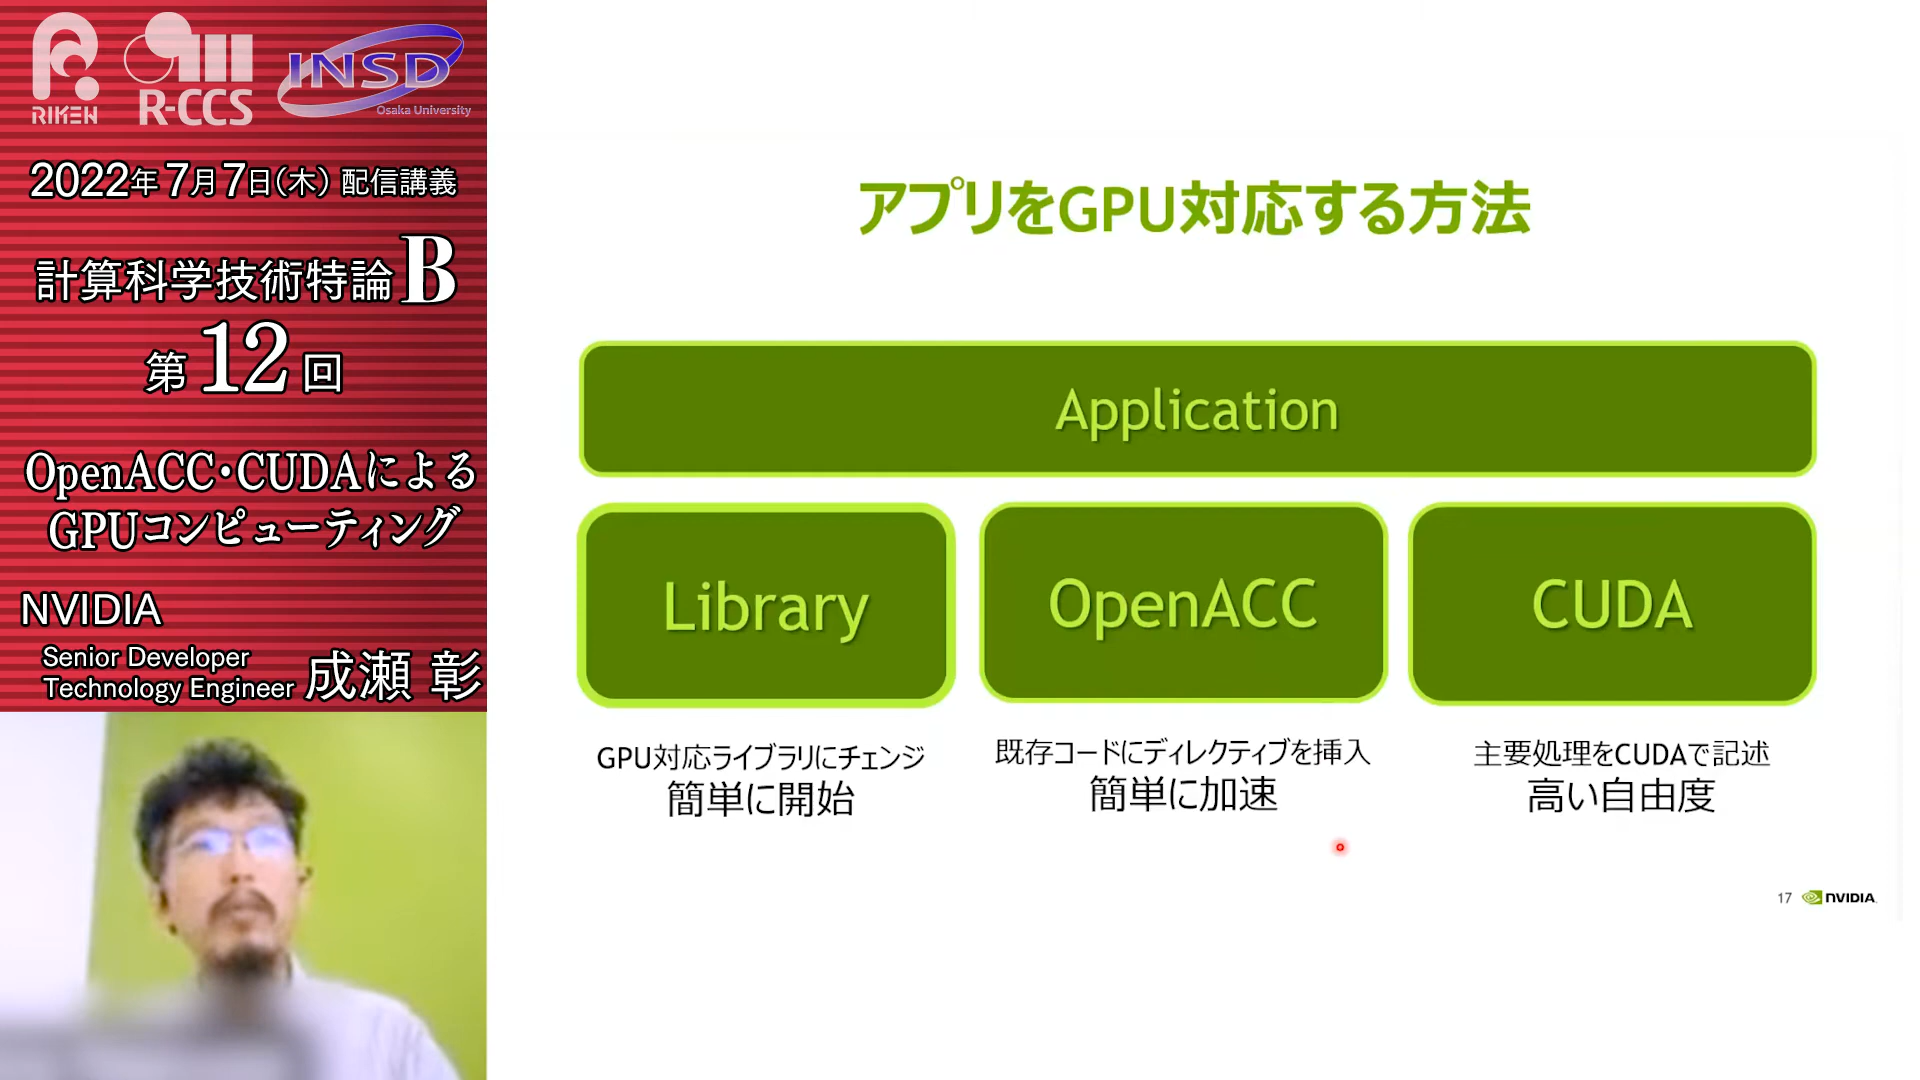 RIKEN
R-CCS
INSD
Osaka University
2022年7月7日(木) 配信講義
計算科学技術特論B
第12回
OpenACC・CUDAによる
GPUコンピューティング
NVIDIA
Senior Developer
Technology Engineer 成瀬 彰
アプリをGPU対応する方法
Application
Library
OpenACC
CUDA
GPU対応ライブラリにチェンジ
簡単に開始
既存コードにディレクティブを挿入
簡単に加速
主要処理をCUDAで記述
高い自由度
17 NVIDIA.